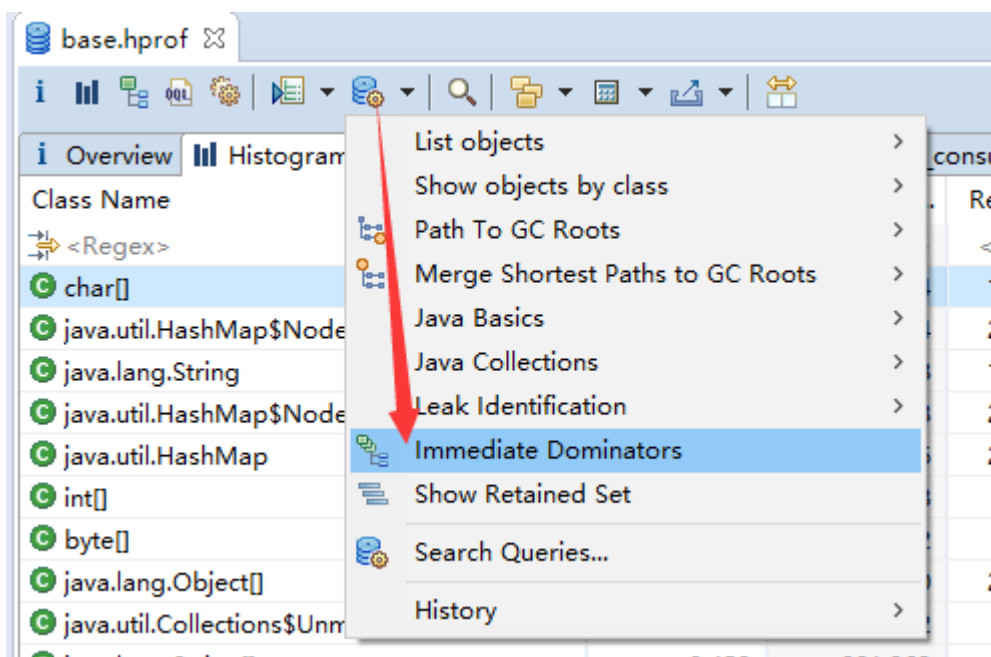 base.hprof
i OQL
i Overview Histogram
Class Name
<Regex>
char[]
java.util.HashMap$Node
java.lang.String
java.util.HashMap$Node
java.util.HashMap
int[]
byte[]
java.lang.Object[]
java.util.Collections$Unm
List objects
Show objects by class
Path To GC Roots
Merge Shortest Paths to GC Roots
Java Basics
Java Collections
Leak Identification
Immediate Dominators
Show Retained Set
Search Queries...
History